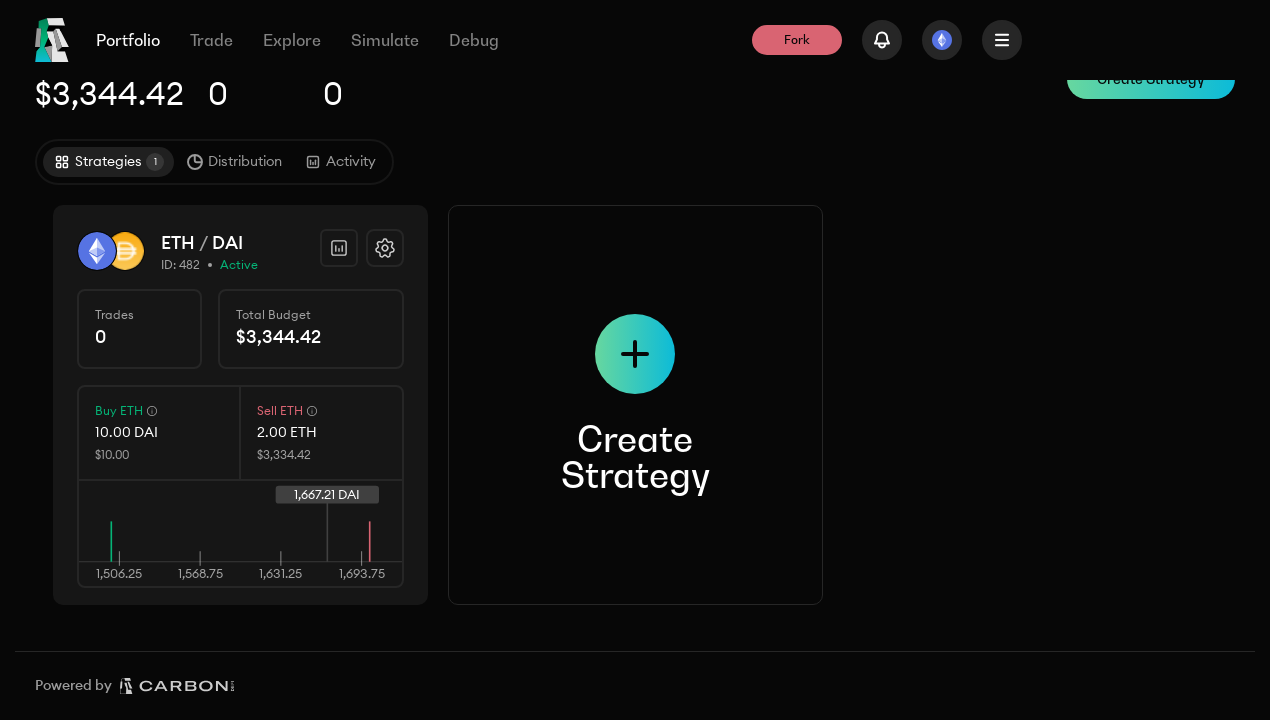 Portfolio Trade Explore Simulate Debug Fork
$3,344.42 0 0
Create Strategy
Strategies 1 Distribution Activity
ETH / DAI
ID: 482 • Active
Trades
0
Total Budget
$3,344.42
Buy ETH
10.00 DAI
$10.00
Sell ETH
2.00 ETH
$3,334.42
1,667.21 DAI
1,506.25 1,568.75 1,631.25 1,693.75
Create
Strategy
Powered by CARBON DEFI